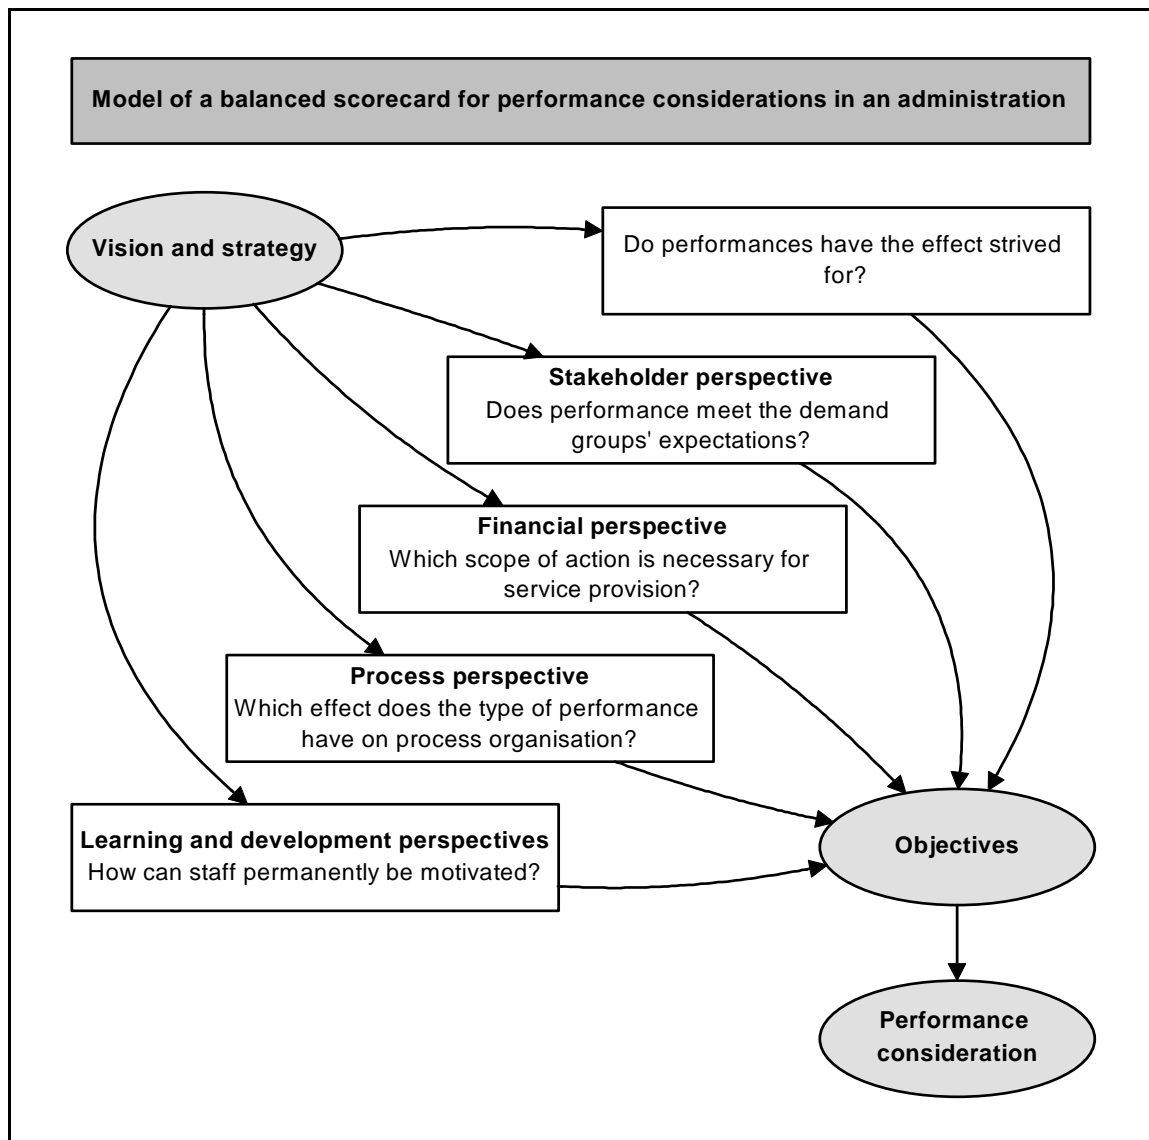 Model of a balanced scorecard for performance considerations in an administration
Vision and strategy
Do performances have the effect strived
for?
Stakeholder perspective
Does performance meet the demand
groups' expectations?
Financial perspective
Which scope of action is necessary for
service provision?
Process perspective
Which effect does the type of performance
have on process organisation?
Learning and development perspectives
How can staff permanently be motivated?
Objectives
Performance
consideration